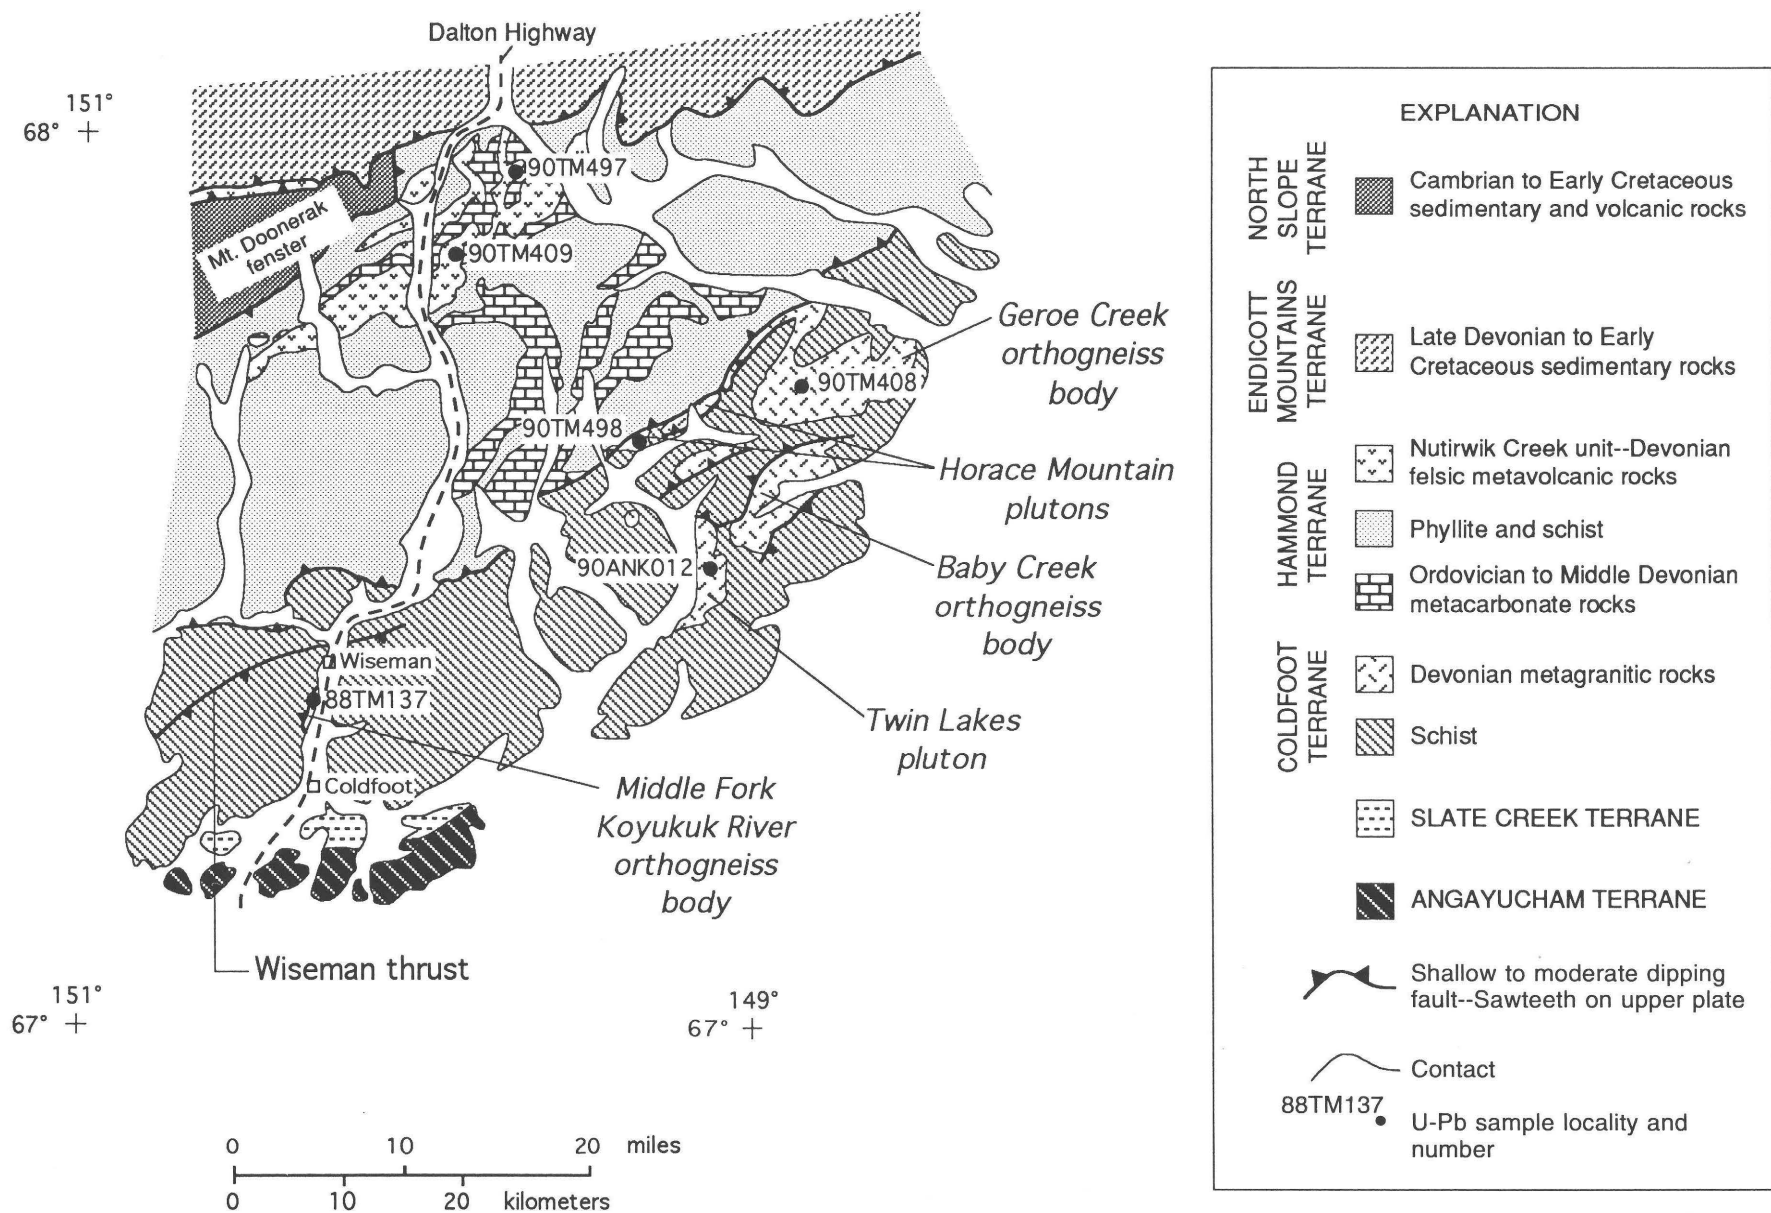 Dalton Highway
151°
68°
90TM497
Mt. Doonerak
fenster
90TM409
Geroe Creek
orthogneiss
body
90TM408
90TM498
Horace Mountain
plutons
90ANK012
Baby Creek
orthogneiss
body
Wiseman
88TM137
Twin Lakes
pluton
Coldfoot
Middle Fork
Koyukuk River
orthogneiss
body
Wiseman thrust
151°
67°
149°
67°
0 10 20 miles
0 10 20 kilometers
EXPLANATION
NORTH
SLOPE
TERRANE
Cambrian to Early Cretaceous
sedimentary and volcanic rocks
ENDICOTT
MOUNTAINS
TERRANE
Late Devonian to Early
Cretaceous sedimentary rocks
HAMMOND
TERRANE
Nutirwik Creek unit--Devonian
felsic metavolcanic rocks
Phyllite and schist
Ordovician to Middle Devonian
metacarbonate rocks
COLDFOOT
TERRANE
Devonian metagranitic rocks
Schist
SLATE CREEK TERRANE
ANGAYUCHAM TERRANE
Shallow to moderate dipping
fault--Sawteeth on upper plate
Contact
88TM137
U-Pb sample locality and
number